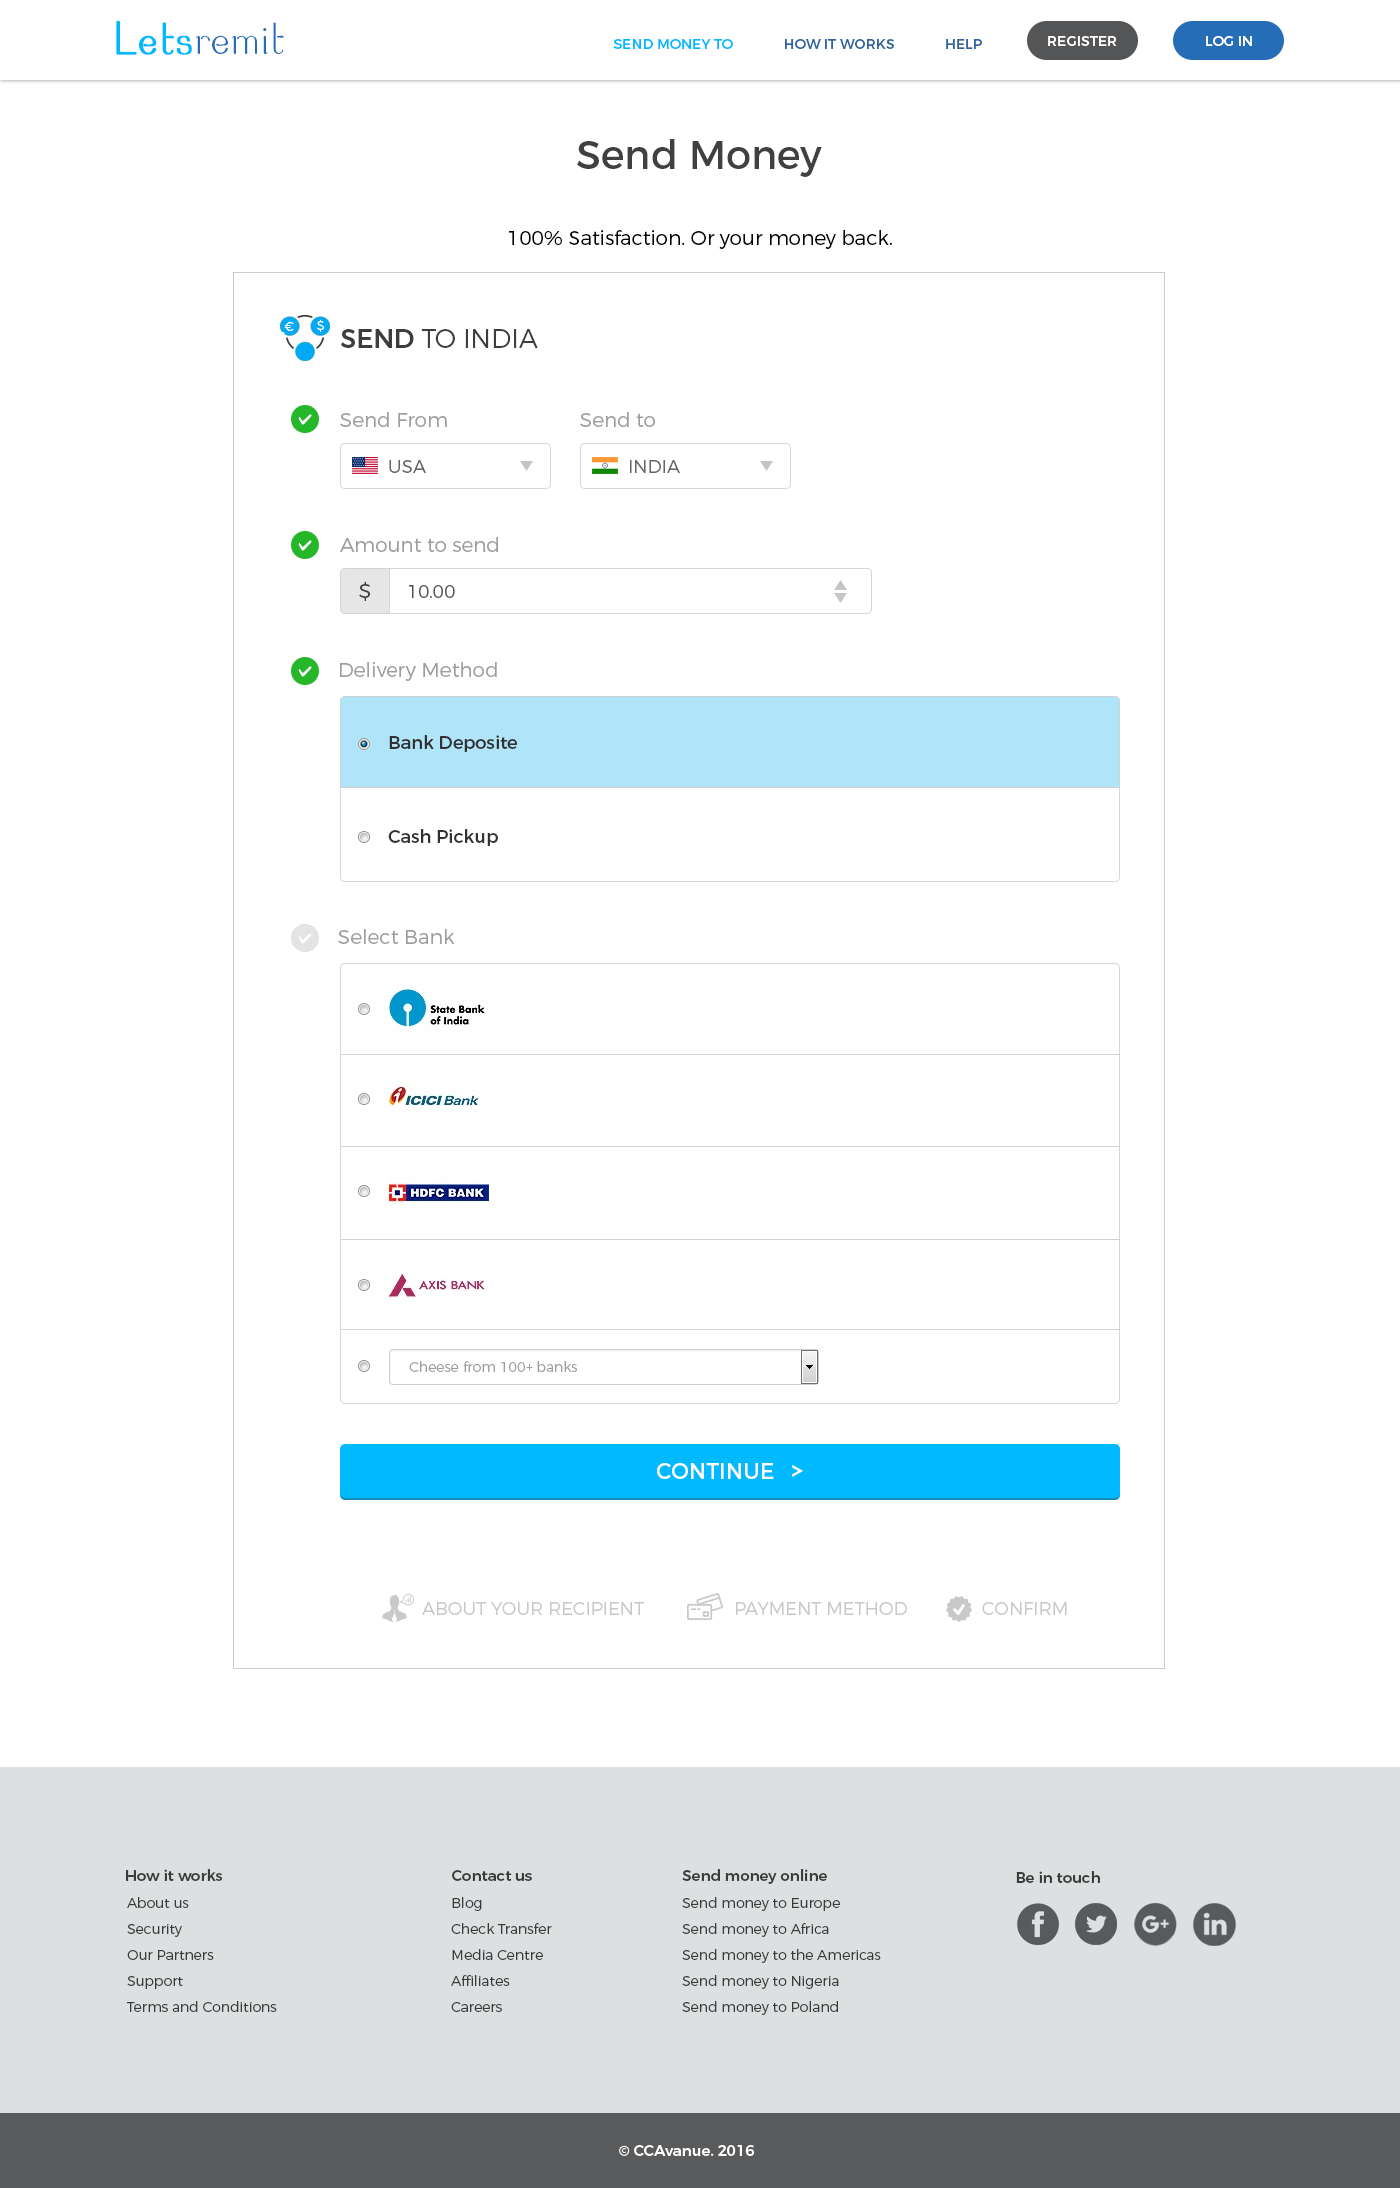 Letsremit
SEND MONEY TO
HOW IT WORKS
HELP
REGISTER
LOG IN
Send Money
100% Satisfaction. Or your money back.
€ $
SEND TO INDIA
Send From
Send to
USA
INDIA
Amount to send
$ 10.00
Delivery Method
Bank Deposite
Cash Pickup
Select Bank
State Bank
of India
ICICI Bank
HDFC BANK
AXIS BANK
Cheese from 100+ banks
CONTINUE >
ABOUT YOUR RECIPIENT
PAYMENT METHOD
CONFIRM
How it works
About us
Security
Our Partners
Support
Terms and Conditions
Contact us
Blog
Check Transfer
Media Centre
Affiliates
Careers
Send money online
Send money to Europe
Send money to Africa
Send money to the Americas
Send money to Nigeria
Send money to Poland
Be in touch
f G+ in
© CCAvanue. 2016